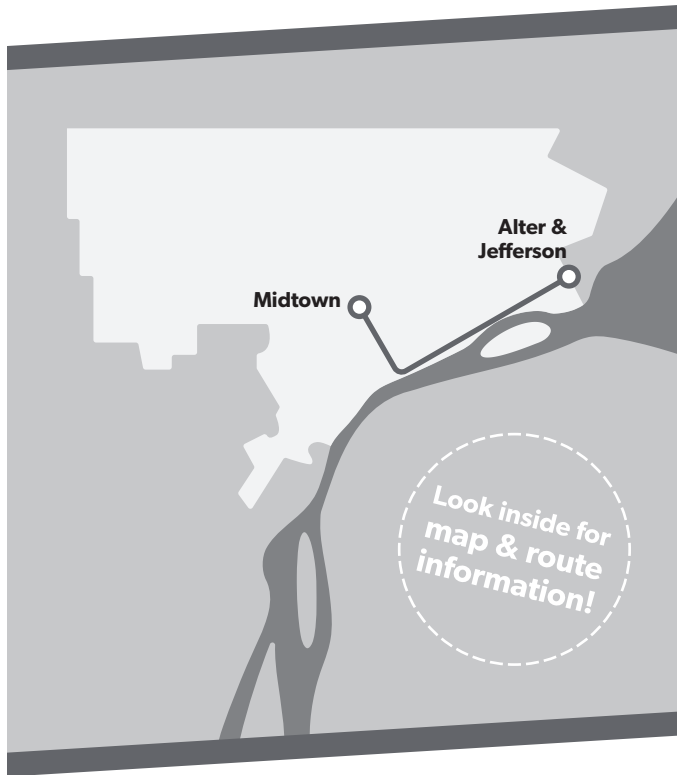 Alter &
Jefferson
Midtown
Look inside for
map & route
information!